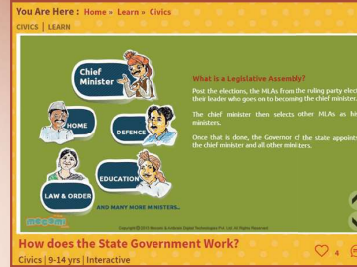 You Are Here : Home » Learn » Civics
CIVICS | LEARN
Chief
Minister
What is a Legislative Assembly?
Post the elections, the MLAs from the ruling party elec
their leader who goes on to becoming the chief minister.
The chief minister then selects other MLAs as his
ministers.
Once that is done, the Governor of the state appoints
the chief minister and all other ministers.
HOME
DEFENCE
EDUCATION
LAW & ORDER
AND MANY MORE MINISTERS..
mocomi
How does the State Government Work?
Civics | 9-14 yrs | Interactive
4